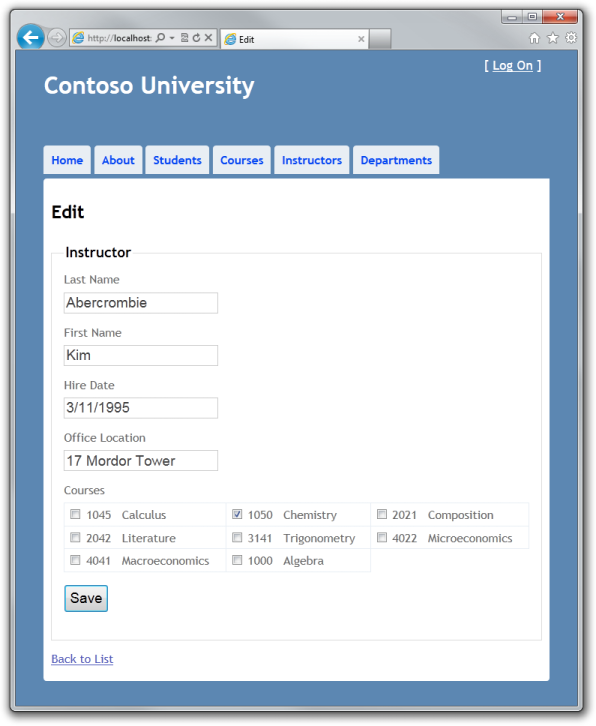 http://localhost:
Edit
[ Log On ]
Contoso University
Home About Students Courses Instructors Departments
Edit
Instructor
Last Name
Abercrombie
First Name
Kim
Hire Date
3/11/1995
Office Location
17 Mordor Tower
Courses
1045 Calculus 1050 Chemistry 2021 Composition
2042 Literature 3141 Trigonometry 4022 Microeconomics
4041 Macroeconomics 1000 Algebra
Save
Back to List